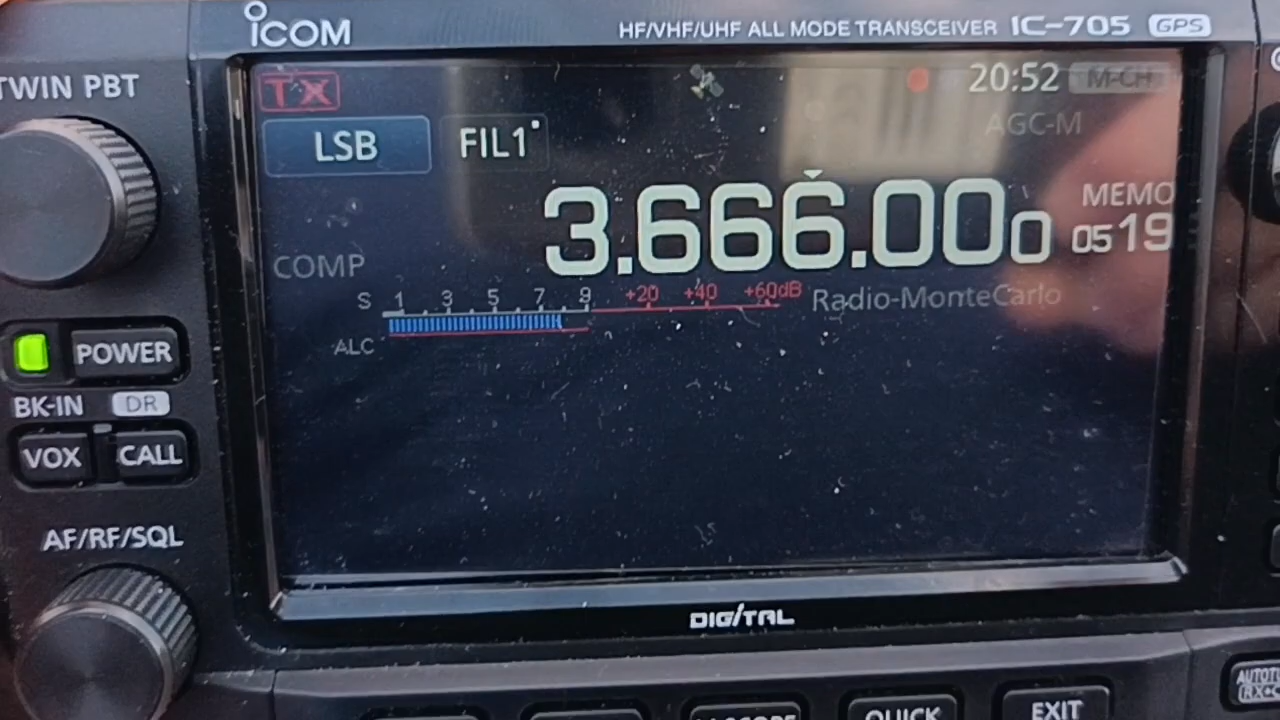 iCOM
HF/VHF/UHF ALL MODE TRANSCEIVER IC-705 GPS
TWIN PBT
TX
20:52 M-CH
LSB FIL1
AGC-M
3.666.000
MEMO
0519
COMP
S 1 3 5 7 9 +20 +40 +60dB
Radio-MonteCarlo
ALC
POWER
BK-IN DR
VOX CALL
AF/RF/SQL
DIGITAL
QUICK EXIT